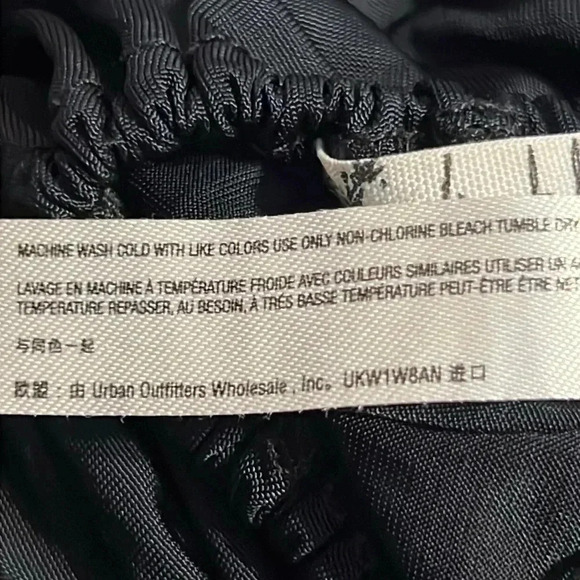 MACHINE WASH COLD WITH LIKE COLORS USE ONLY NON-CHLORINE BLEACH TUMBLE DRY
LAVAGE EN MACHINE À TEMPÉRATURE FROIDE AVEC COULEURS SIMILAIRES UTILISER UN
TEMPÉRATURE REPASSER, AU BESOIN, À TRÈS BASSE TEMPÉRATURE PEUT-ÊTRE ÊTRE NET
与同色一起
欧盟：由 Urban Outfitters Wholesale , Inc。 UKW1W8AN 进口